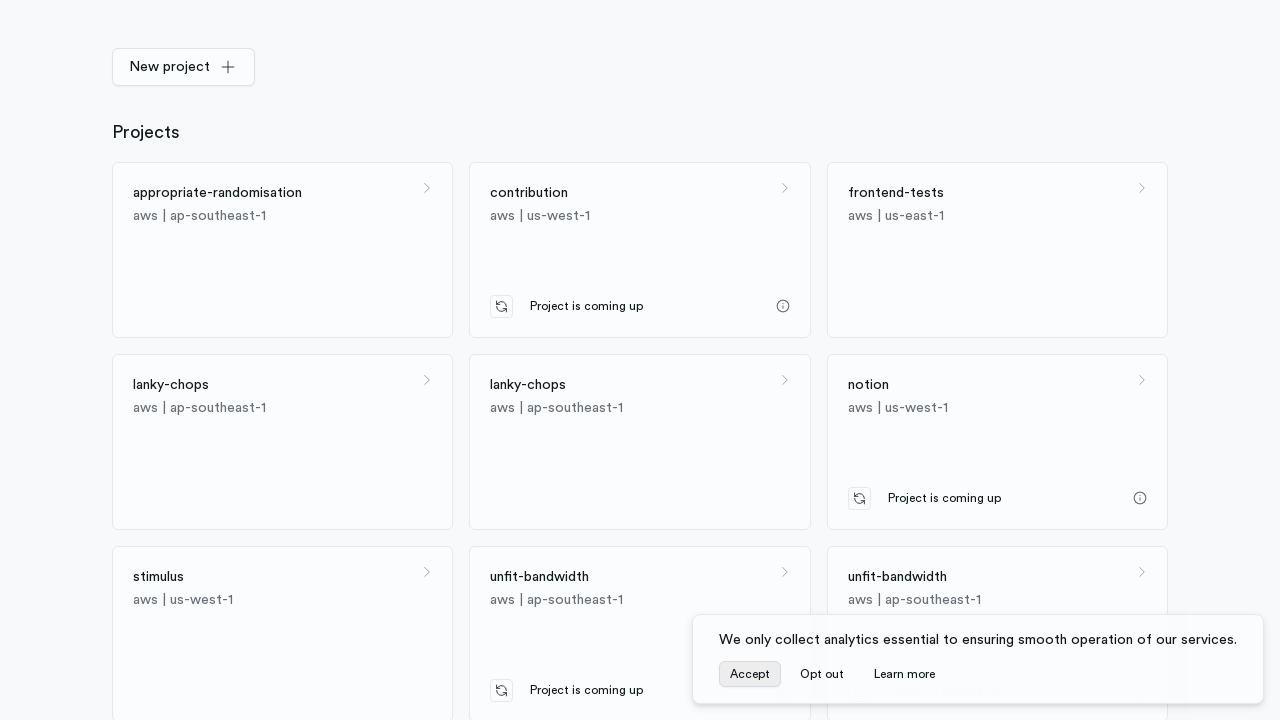 New project
Projects
appropriate-randomisation
aws | ap-southeast-1
contribution
aws | us-west-1
Project is coming up
frontend-tests
aws | us-east-1
lanky-chops
aws | ap-southeast-1
lanky-chops
aws | ap-southeast-1
notion
aws | us-west-1
Project is coming up
stimulus
aws | us-west-1
unfit-bandwidth
aws | ap-southeast-1
Project is coming up
unfit-bandwidth
aws | ap-southeast-1
We only collect analytics essential to ensuring smooth operation of our services.
Accept
Opt out
Learn more